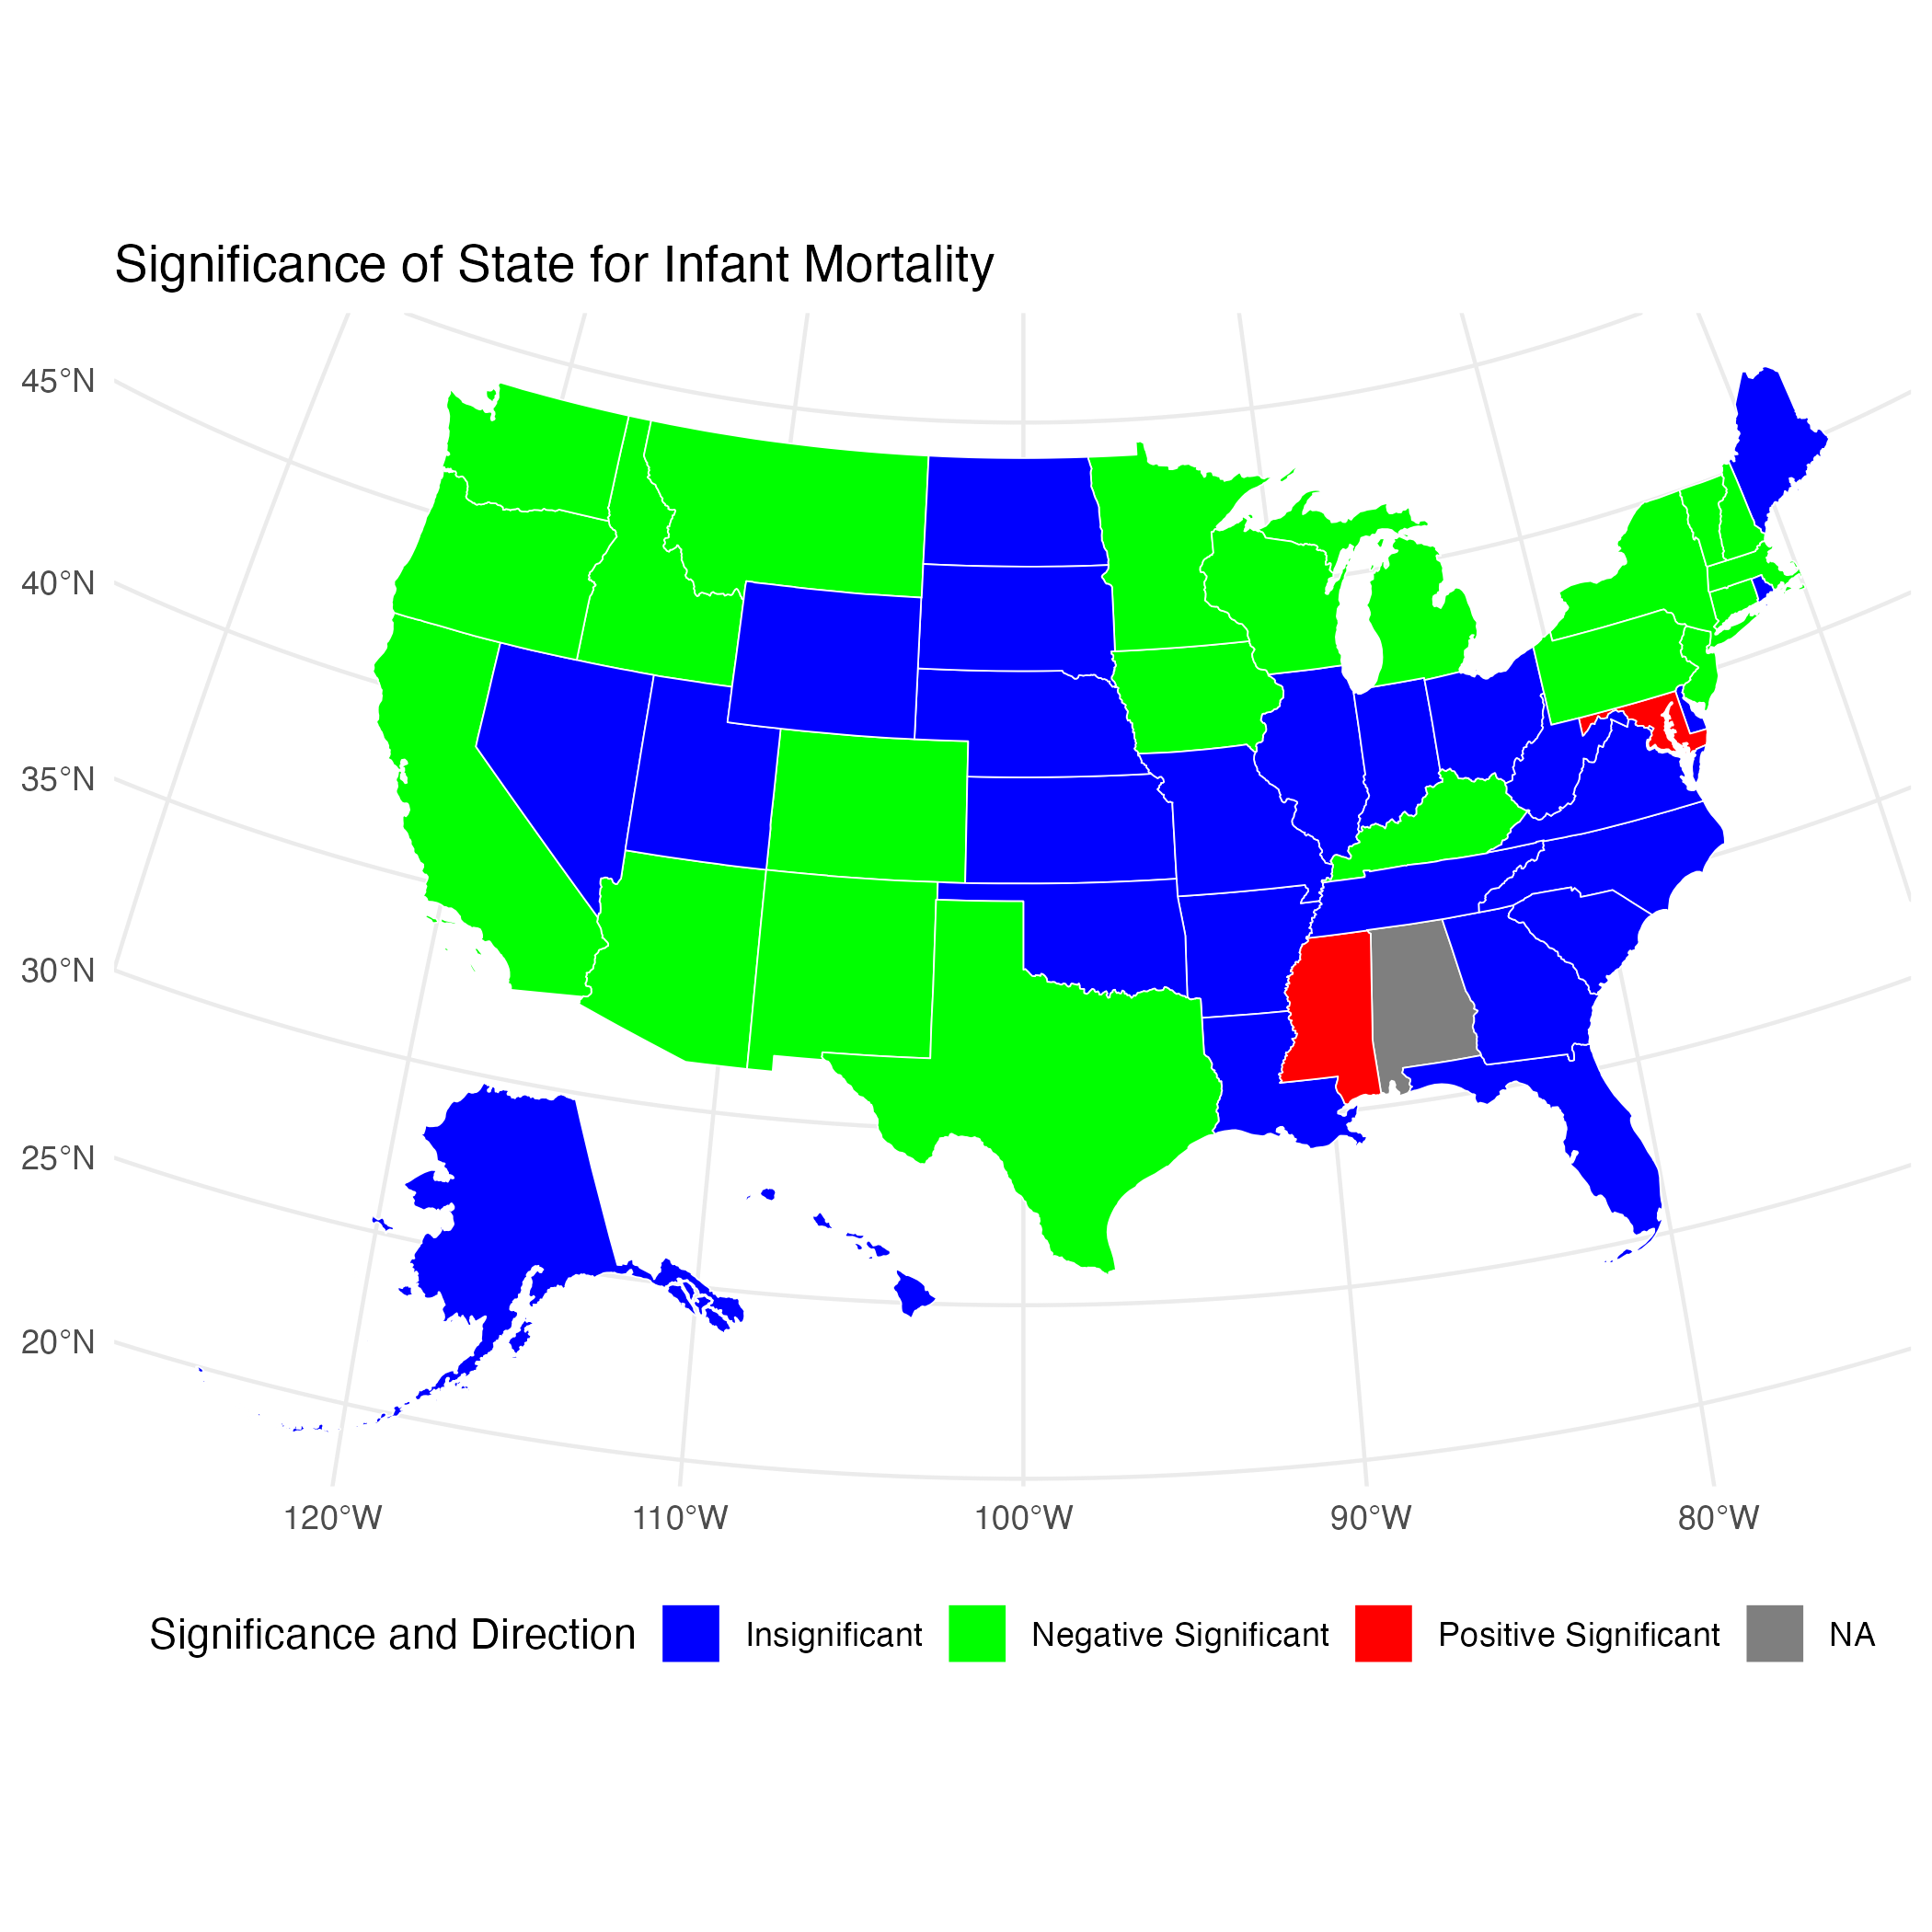 Significance of State for Infant Mortality
45°N
40°N
35°N
30°N
25°N
20°N
120°W 110°W 100°W 90°W 80°W
Significance and Direction Insignificant Negative Significant Positive Significant NA